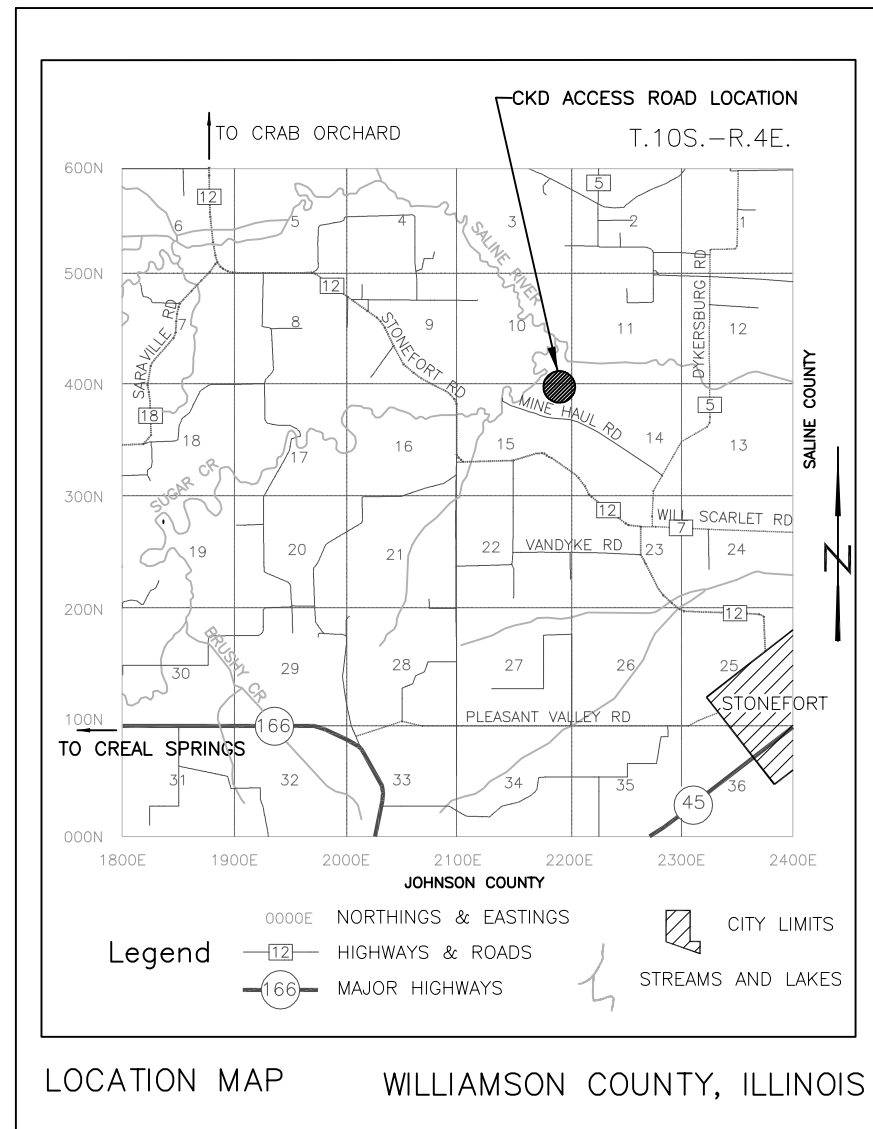 CKD ACCESS ROAD LOCATION
TO CRAB ORCHARD
T.10S.–R.4E.
600N
12
5
6
5
4
3
2
1
SALINE RIVER
500N
12
DYKERSBURG RD
SARAVILLE RD
7
8
9
10
11
12
STONEFORT RD
400N
MINE HAUL RD
5
18
SALINE COUNTY
18
17
16
15
14
13
SUGAR CR
300N
12
WILL SCARLET RD
7
VANDYKE RD
19
20
21
22
23
24
N
200N
12
BRUSHY CR
30
29
28
27
26
25
STONEFORT
100N
166
PLEASANT VALLEY RD
TO CREAL SPRINGS
31
32
33
34
35
36
45
000N
1800E 1900E 2000E 2100E 2200E 2300E 2400E
JOHNSON COUNTY
Legend
0000E NORTHINGS & EASTINGS
12 HIGHWAYS & ROADS
166 MAJOR HIGHWAYS
CITY LIMITS
STREAMS AND LAKES
LOCATION MAP
WILLIAMSON COUNTY, ILLINOIS